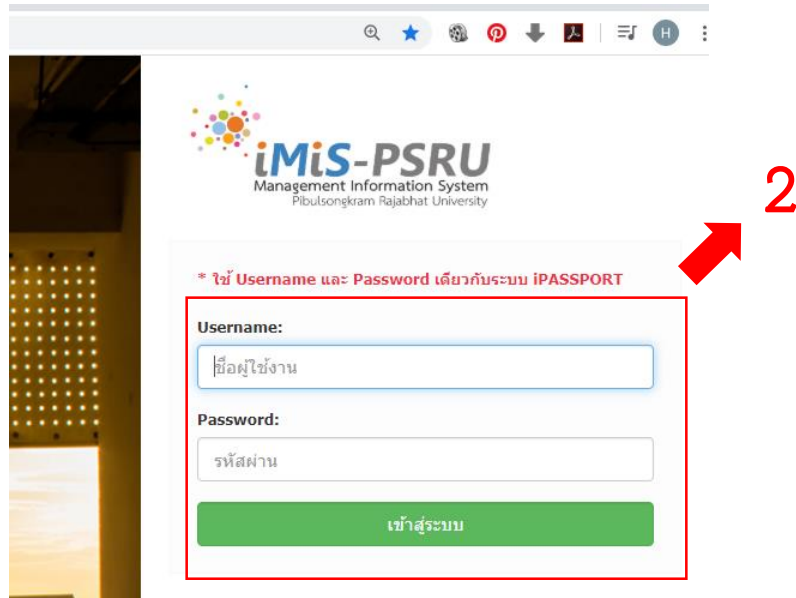 H
iMiS-PSRU
Management Information System
Pibulsongkram Rajabhat University
2
* ใช้ Username และ Password เดียวกับระบบ iPASSPORT
Username:
ชื่อผู้ใช้งาน
Password:
รหัสผ่าน
เข้าสู่ระบบ